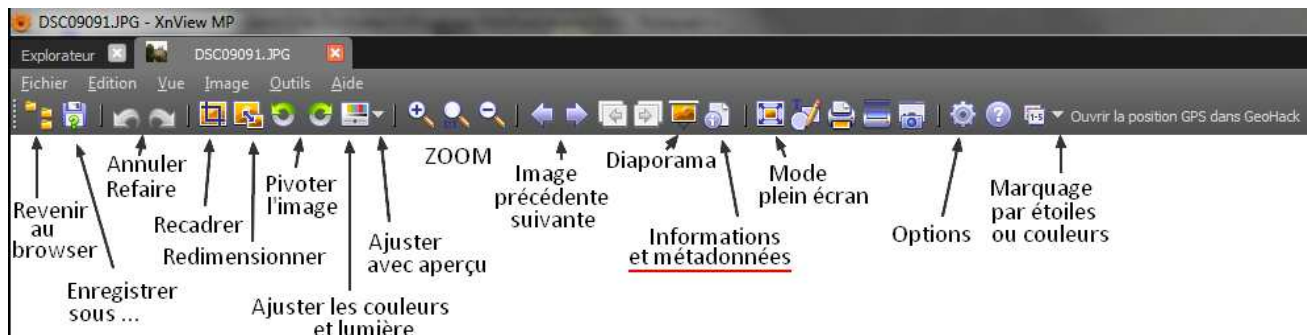 DSC09091.JPG - XnView MP
Explorateur
DSC09091.JPG
Fichier Edition Vue Image Outils Aide
1-5
Ouvrir la position GPS dans GeoHack
Annuler
Refaire
Pivoter
l'image
ZOOM
Image
précédente
suivante
Diaporama
Mode
plein écran
Marquage
par étoiles
ou couleurs
Revenir
au
browser
Recadrer
Redimensionner
Ajuster
avec aperçu
Informations
et métadonnées
Options
Enregistrer
sous ...
Ajuster les couleurs
et lumière